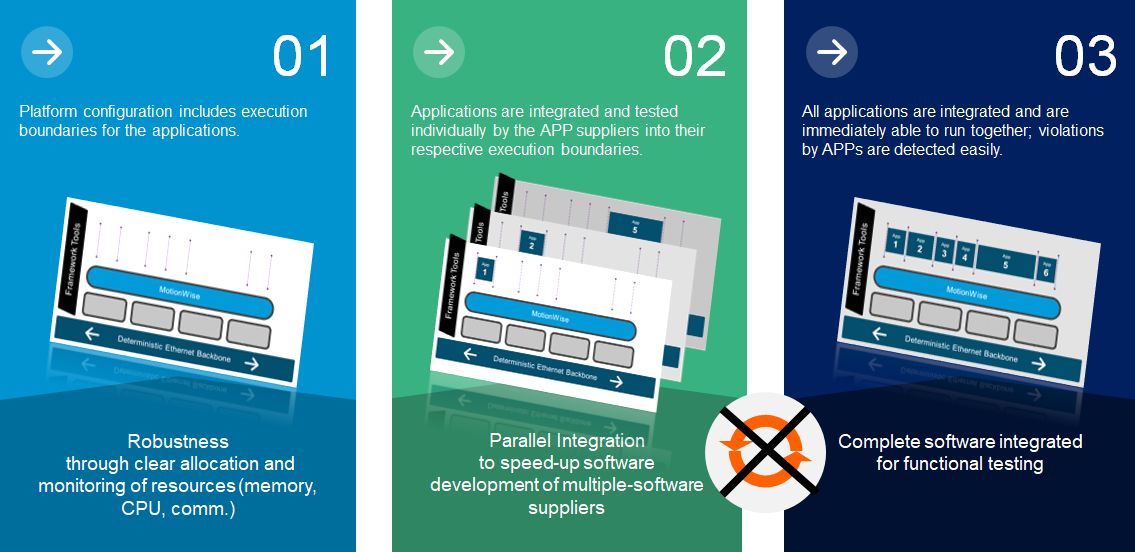 01
Platform configuration includes execution
boundaries for the applications.
Framework Tools
MotionWise
Deterministic Ethernet Backbone
Robustness
through clear allocation and
monitoring of resources (memory,
CPU, comm.)
02
Applications are integrated and tested
individually by the APP suppliers into their
respective execution boundaries.
Tools
App
5
Tools
App
2
Framework Tools
App
1
MotionWise
Deterministic Ethernet Backbone
Parallel Integration
to speed-up software
development of multiple-software
suppliers
03
All applications are integrated and are
immediately able to run together; violations
by APPs are detected easily.
Framework Tools
App App App App App App
1 2 3 4 5 6
MotionWise
Deterministic Ethernet Backbone
Complete software integrated
for functional testing